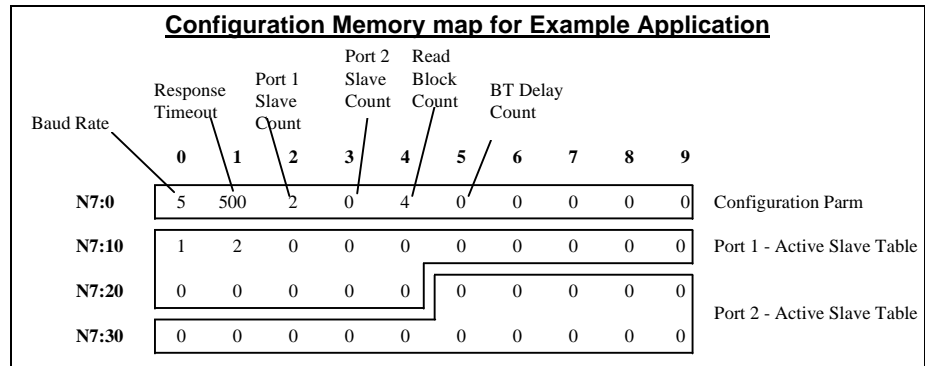 Configuration Memory map for Example Application
Baud Rate
Response
Timeout
Port 1
Slave
Count
Port 2
Slave
Count
Read
Block
Count
BT Delay
Count
0 1 2 3 4 5 6 7 8 9
N7:0 5 500 2 0 4 0 0 0 0 0 Configuration Parm
N7:10 1 2 0 0 0 0 0 0 0 0 Port 1 - Active Slave Table
N7:20 0 0 0 0 0 0 0 0 0 0
Port 2 - Active Slave Table
N7:30 0 0 0 0 0 0 0 0 0 0